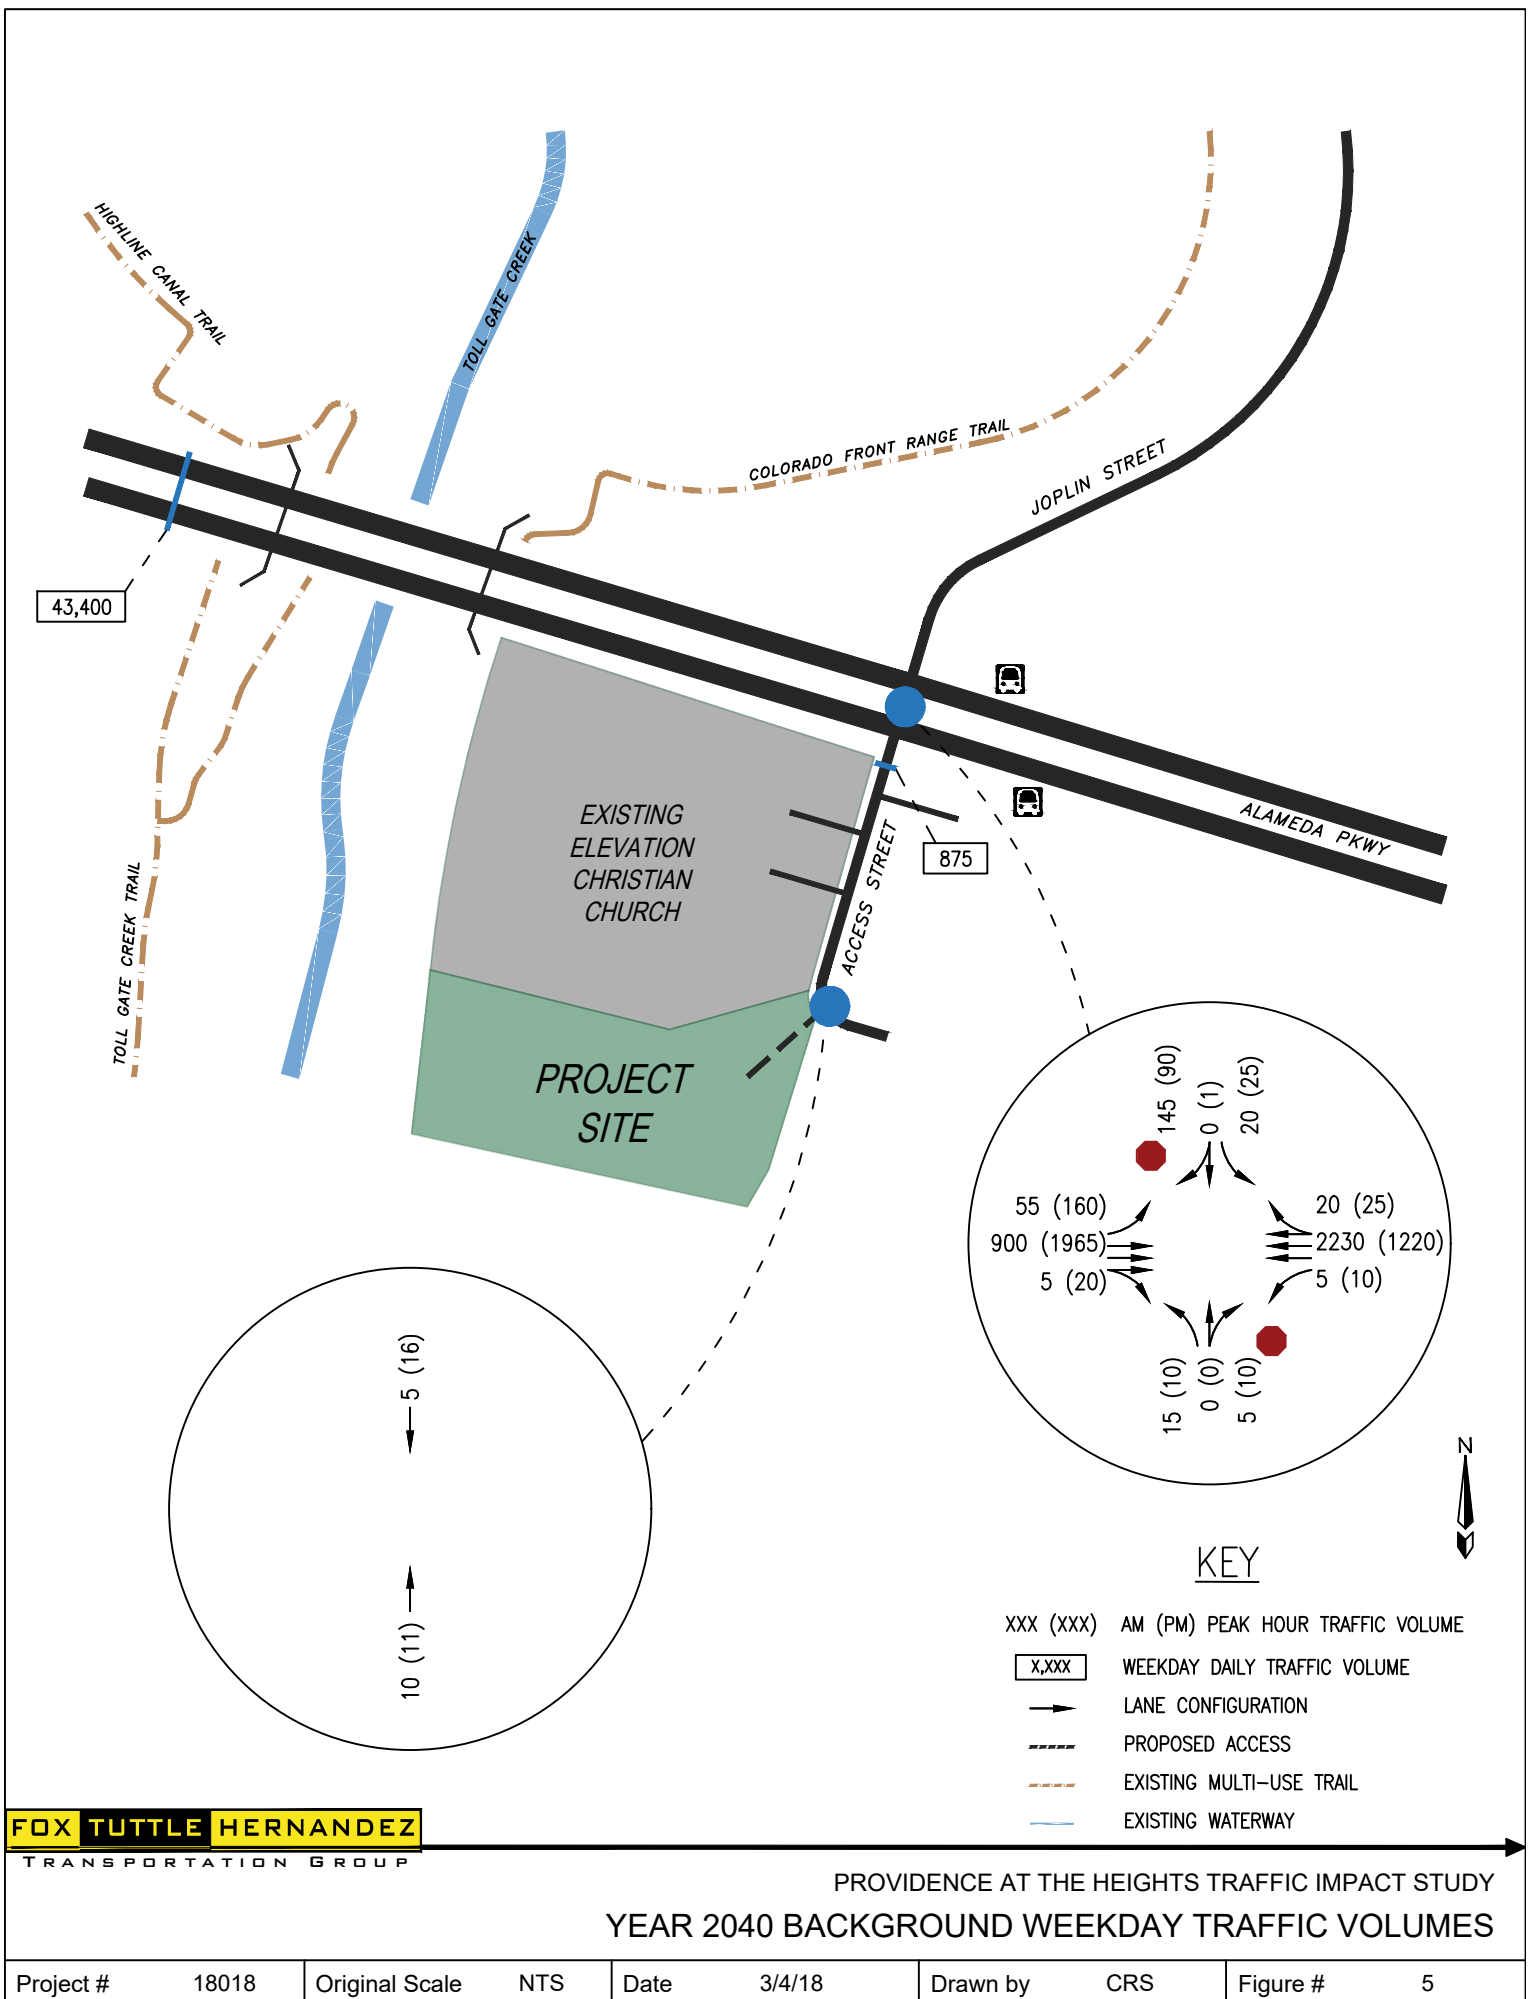 HIGHLINE CANAL TRAIL
TOLL GATE CREEK
COLORADO FRONT RANGE TRAIL
JOPLIN STREET
43,400
ALAMEDA PKWY
EXISTING
ELEVATION
CHRISTIAN
CHURCH
875
ACCESS STREET
TOLL GATE CREEK TRAIL
PROJECT
SITE
145 (90)
0 (1)
20 (25)
55 (160)
900 (1965)
5 (20)
20 (25)
2230 (1220)
5 (10)
15 (10)
0 (0)
5 (10)
5 (16)
10 (11)
N
KEY
XXX (XXX) AM (PM) PEAK HOUR TRAFFIC VOLUME
X,XXX WEEKDAY DAILY TRAFFIC VOLUME
LANE CONFIGURATION
PROPOSED ACCESS
EXISTING MULTI-USE TRAIL
EXISTING WATERWAY
FOX TUTTLE HERNANDEZ
TRANSPORTATION GROUP
PROVIDENCE AT THE HEIGHTS TRAFFIC IMPACT STUDY
YEAR 2040 BACKGROUND WEEKDAY TRAFFIC VOLUMES
Project # 18018 Original Scale NTS Date 3/4/18 Drawn by CRS Figure # 5